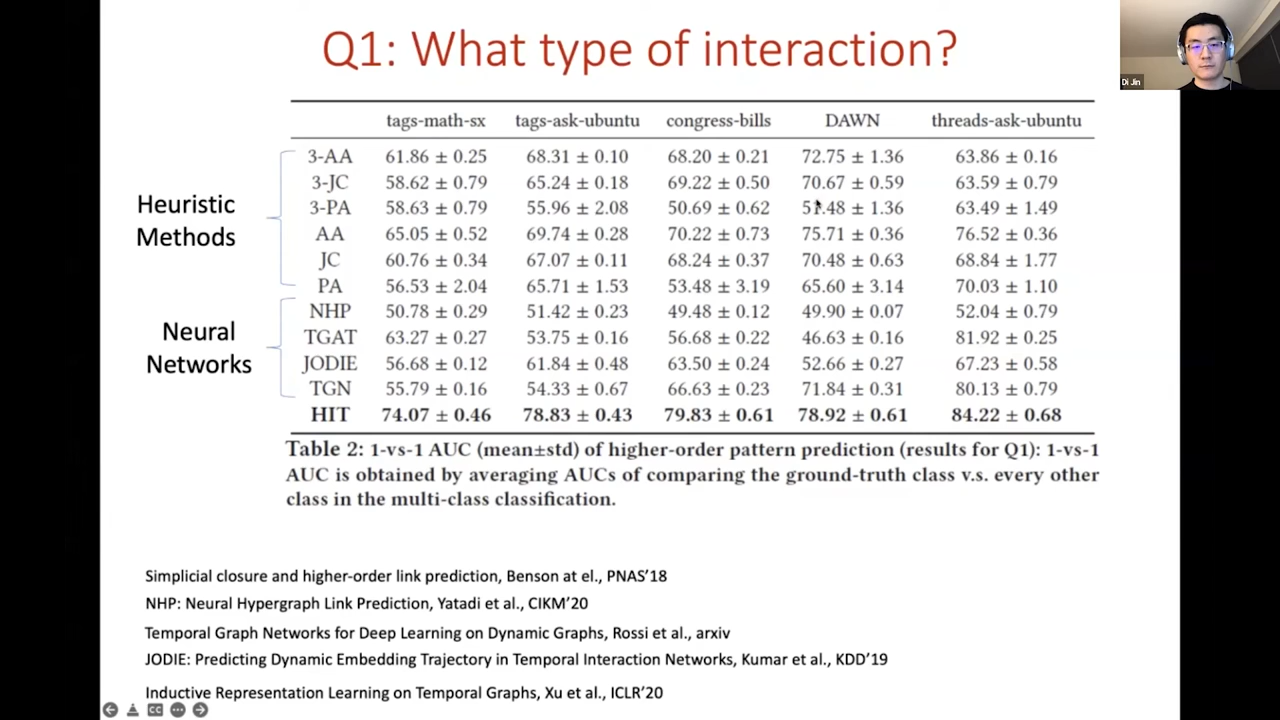 Q1: What type of interaction?
Di Jin
tags-math-sx tags-ask-ubuntu congress-bills DAWN threads-ask-ubuntu
Heuristic
Methods
3-AA 61.86 ± 0.25 68.31 ± 0.10 68.20 ± 0.21 72.75 ± 1.36 63.86 ± 0.16
3-JC 58.62 ± 0.79 65.24 ± 0.18 69.22 ± 0.50 70.67 ± 0.59 63.59 ± 0.79
3-PA 58.63 ± 0.79 55.96 ± 2.08 50.69 ± 0.62 51.48 ± 1.36 63.49 ± 1.49
AA 65.05 ± 0.52 69.74 ± 0.28 70.22 ± 0.73 75.71 ± 0.36 76.52 ± 0.36
JC 60.76 ± 0.34 67.07 ± 0.11 68.24 ± 0.37 70.48 ± 0.63 68.84 ± 1.77
PA 56.53 ± 2.04 65.71 ± 1.53 53.48 ± 3.19 65.60 ± 3.14 70.03 ± 1.10
Neural
Networks
NHP 50.78 ± 0.29 51.42 ± 0.23 49.48 ± 0.12 49.90 ± 0.07 52.04 ± 0.79
TGAT 63.27 ± 0.27 53.75 ± 0.16 56.68 ± 0.22 46.63 ± 0.16 81.92 ± 0.25
JODIE 56.68 ± 0.12 61.84 ± 0.48 63.50 ± 0.24 52.66 ± 0.27 67.23 ± 0.58
TGN 55.79 ± 0.16 54.33 ± 0.67 66.63 ± 0.23 71.84 ± 0.31 80.13 ± 0.79
HIT 74.07 ± 0.46 78.83 ± 0.43 79.83 ± 0.61 78.92 ± 0.61 84.22 ± 0.68
Table 2: 1-vs-1 AUC (mean±std) of higher-order pattern prediction (results for Q1): 1-vs-1
AUC is obtained by averaging AUCs of comparing the ground-truth class v.s. every other
class in the multi-class classification.
Simplicial closure and higher-order link prediction, Benson at el., PNAS'18
NHP: Neural Hypergraph Link Prediction, Yatadi et al., CIKM'20
Temporal Graph Networks for Deep Learning on Dynamic Graphs, Rossi et al., arxiv
JODIE: Predicting Dynamic Embedding Trajectory in Temporal Interaction Networks, Kumar et al., KDD'19
Inductive Representation Learning on Temporal Graphs, Xu et al., ICLR'20
CC